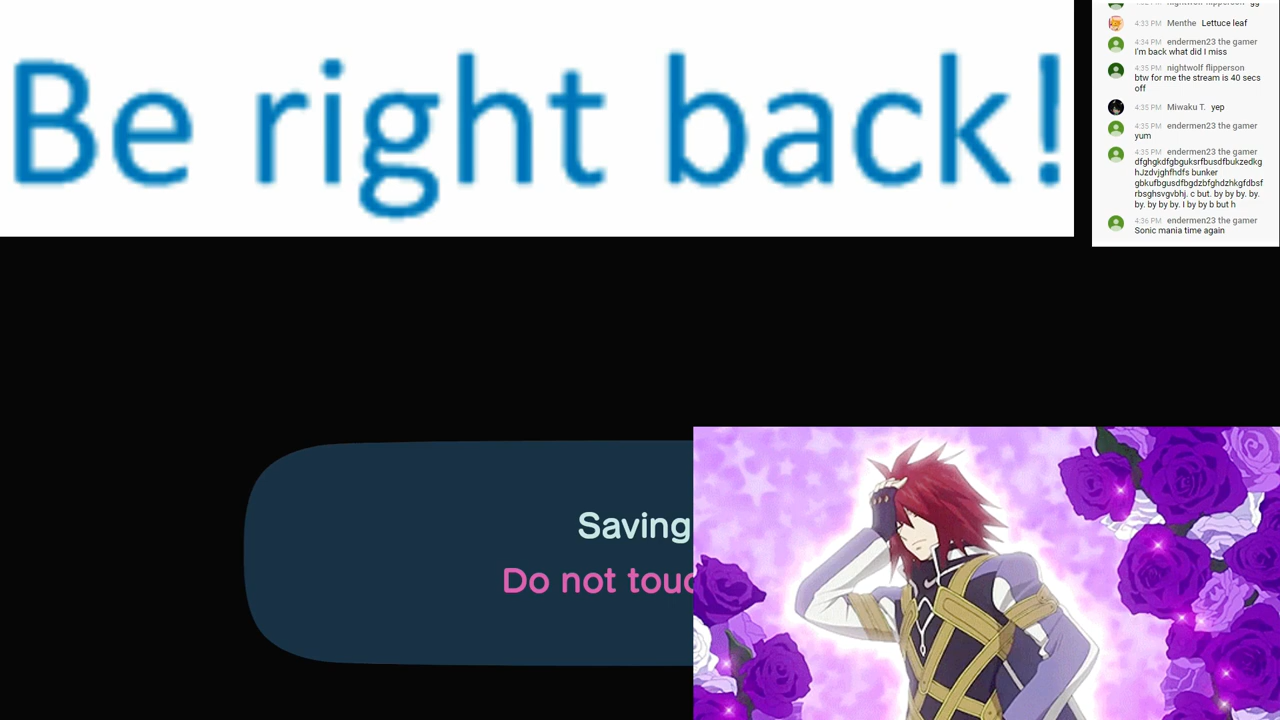 Be right back!
nightwolf flipperson gg
4:33 PM Menthe Lettuce leaf
4:34 PM endermen23 the gamer
I'm back what did I miss
4:35 PM nightwolf flipperson
btw for me the stream is 40 secs
off
4:35 PM Miwaku T. yep
4:35 PM endermen23 the gamer
yum
4:35 PM endermen23 the gamer
dfghgkdfgbguksrfbusdfbukzedkg
hJzdvjghfhdfs bunker
gbkufbgusdfbgdzbfghdzhkgfdbsf
rbsghsvgvbhj. c but. by by by. by.
by. by by by. I by by b but h
4:36 PM endermen23 the gamer
Sonic mania time again
Saving
Do not touc